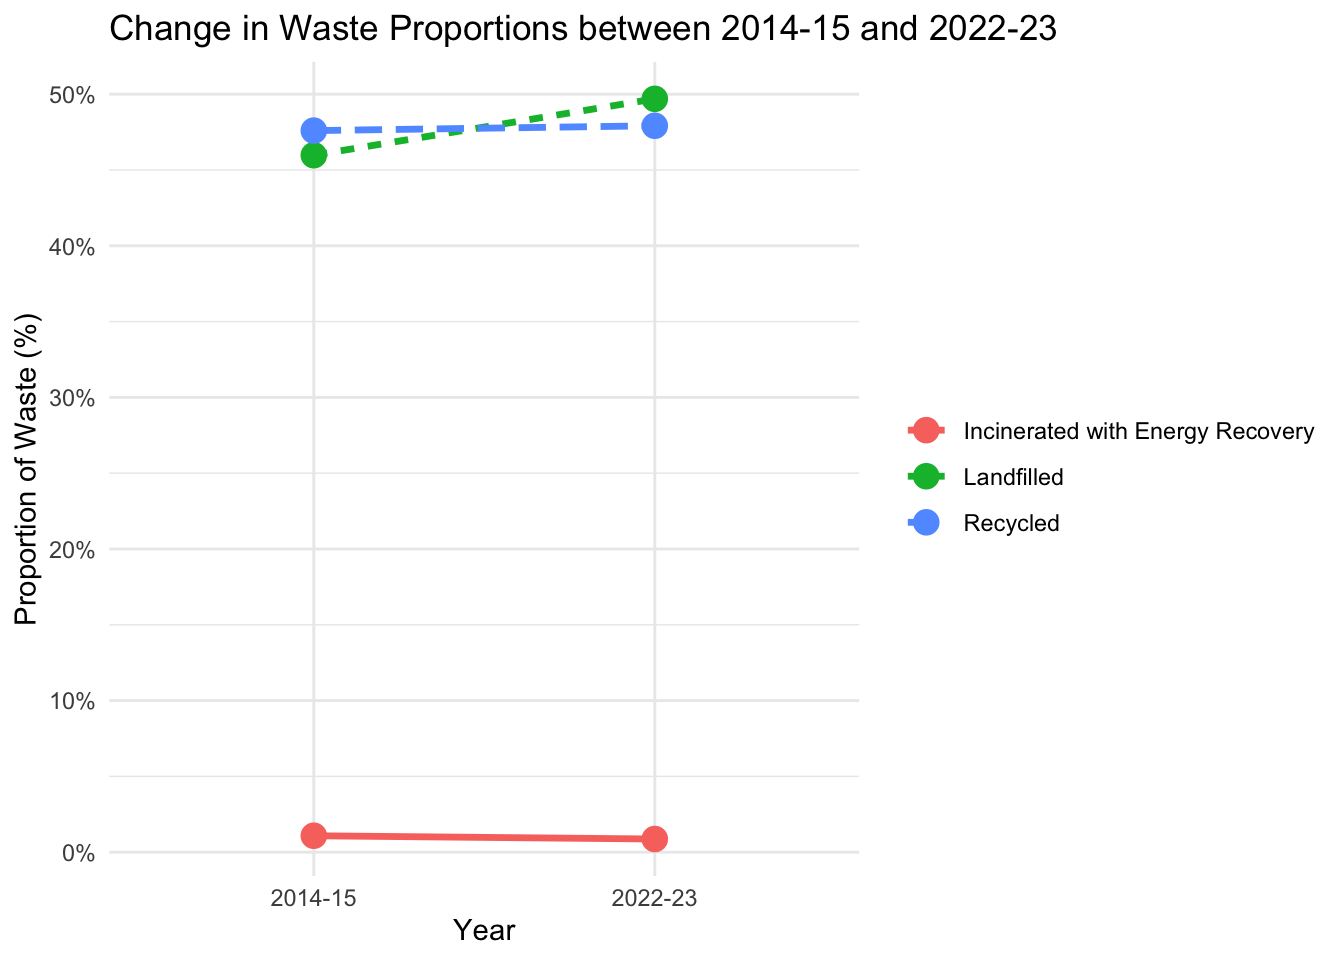 Change in Waste Proportions between 2014-15 and 2022-23
50%
40%
30%
20%
10%
0%
Proportion of Waste (%)
2014-15
2022-23
Year
Incinerated with Energy Recovery
Landfilled
Recycled